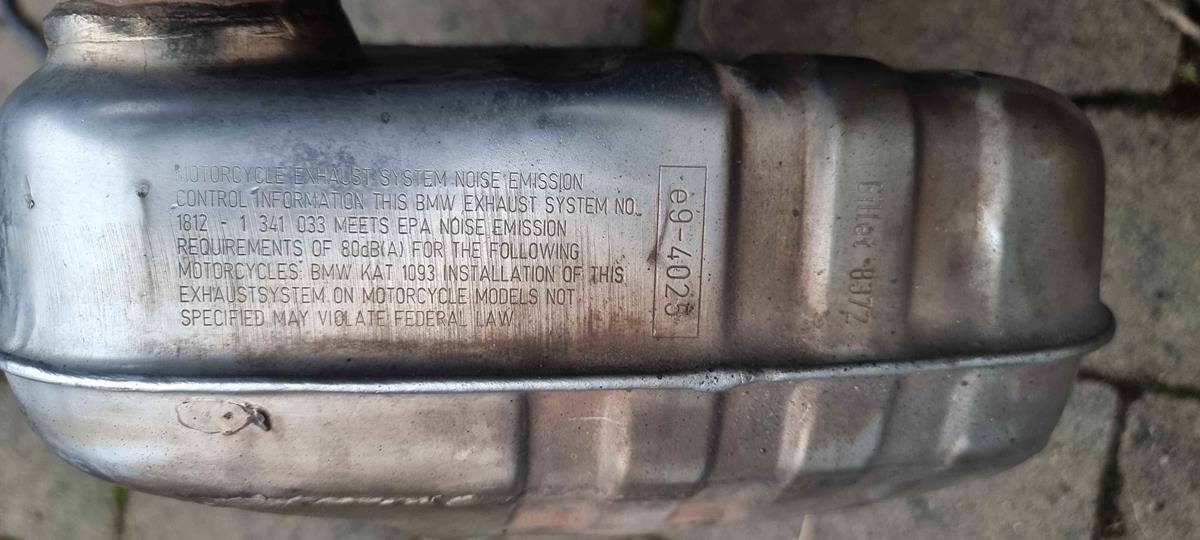 MOTORCYCLE EXHAUST SYSTEM NOISE EMISSION
CONTROL INFORMATION THIS BMW EXHAUST SYSTEM NO.
1812 - 1 341 033 MEETS EPA NOISE EMISSION
REQUIREMENTS OF 80dB(A) FOR THE FOLLOWING
MOTORCYCLES: BMW KAT 1093 INSTALLATION OF THIS
EXHAUSTSYSTEM ON MOTORCYCLE MODELS NOT
SPECIFIED MAY VIOLATE FEDERAL LAW
e9-4025
Gillet-8372